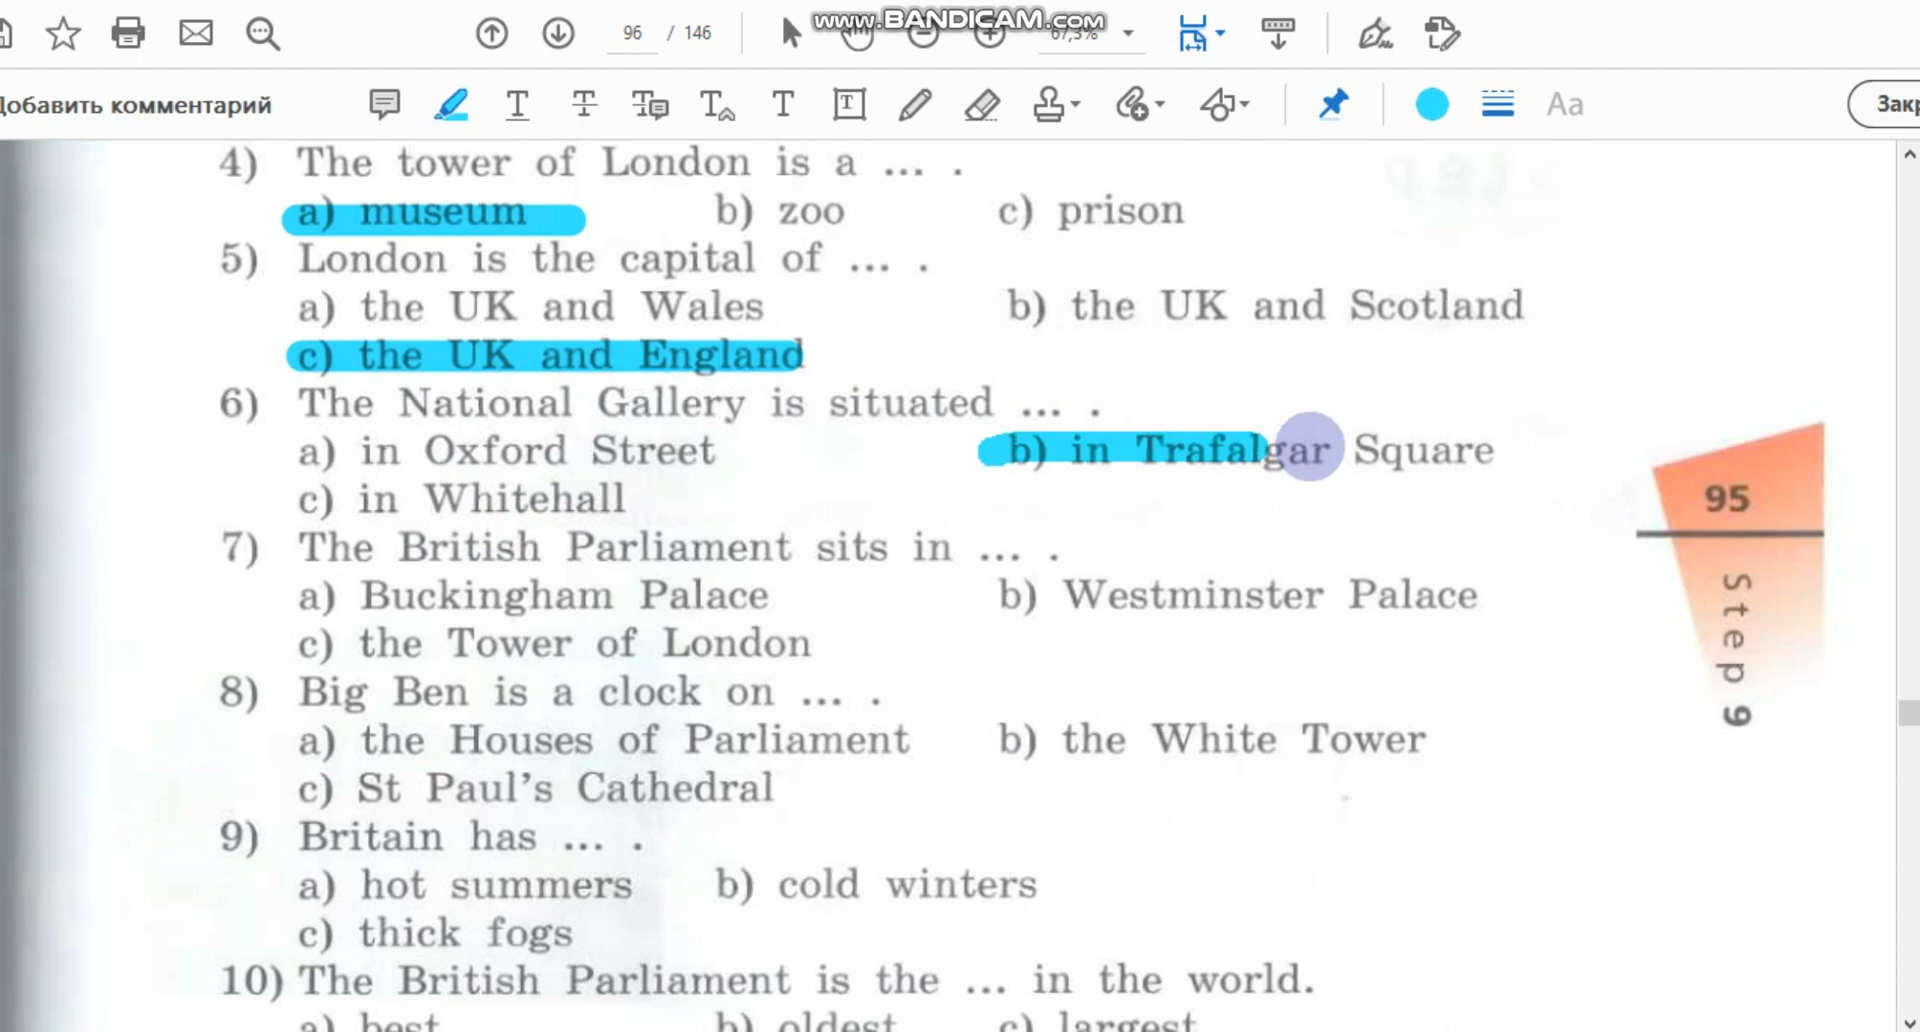 www.BANDICAM.com
96 / 146
67,3%
Добавить комментарий
Aa
4) The tower of London is a ... .
a) museum b) zoo c) prison
5) London is the capital of ... .
a) the UK and Wales b) the UK and Scotland
c) the UK and England
6) The National Gallery is situated ... .
a) in Oxford Street b) in Trafalgar Square
c) in Whitehall
7) The British Parliament sits in ... .
a) Buckingham Palace b) Westminster Palace
c) the Tower of London
8) Big Ben is a clock on ... .
a) the Houses of Parliament b) the White Tower
c) St Paul's Cathedral
9) Britain has ... .
a) hot summers b) cold winters
c) thick fogs
10) The British Parliament is the ... in the world.
a) best b) oldest c) largest
95
Step 9